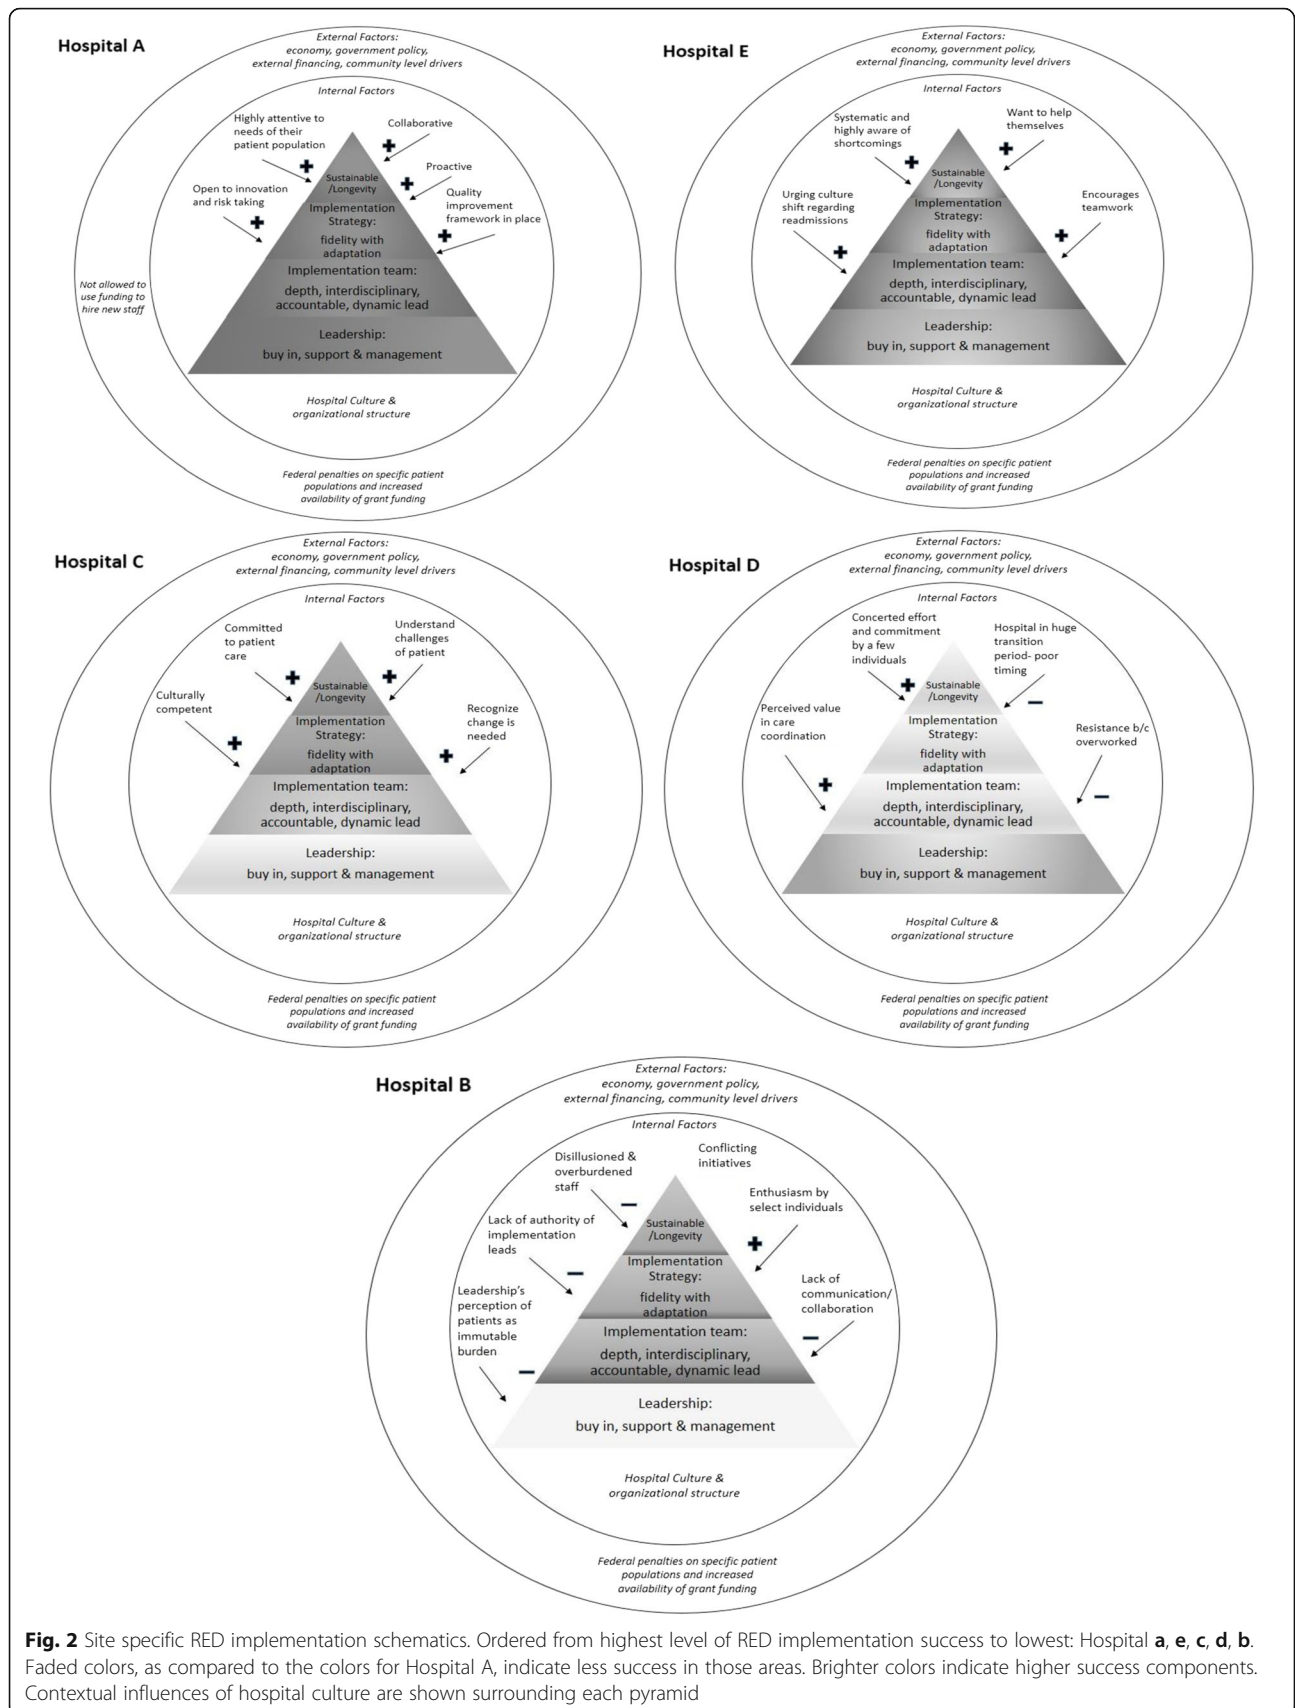 Hospital A
External Factors:
economy, government policy,
external financing, community level drivers
Internal Factors
Highly attentive to
needs of their
patient population
Collaborative
Proactive
Open to innovation
and risk taking
Quality
improvement
framework in place
Sustainable
/Longevity
Implementation
Strategy:
fidelity with
adaptation
Implementation team:
depth, interdisciplinary,
accountable, dynamic lead
Leadership:
buy in, support & management
Not allowed to
use funding to
hire new staff
Hospital Culture &
organizational structure
Federal penalties on specific patient
populations and increased
availability of grant funding
Hospital E
External Factors:
economy, government policy,
external financing, community level drivers
Internal Factors
Systematic and
highly aware of
shortcomings
Want to help
themselves
Urging culture
shift regarding
readmissions
Encourages
teamwork
Sustainable
/Longevity
Implementation
Strategy:
fidelity with
adaptation
Implementation team:
depth, interdisciplinary,
accountable, dynamic lead
Leadership:
buy in, support & management
Hospital Culture &
organizational structure
Federal penalties on specific patient
populations and increased
availability of grant funding
Hospital C
External Factors:
economy, government policy,
external financing, community level drivers
Internal Factors
Committed
to patient
care
Understand
challenges
of patient
Culturally
competent
Recognize
change is
needed
Sustainable
/Longevity
Implementation
Strategy:
fidelity with
adaptation
Implementation team:
depth, interdisciplinary,
accountable, dynamic lead
Leadership:
buy in, support & management
Hospital Culture &
organizational structure
Federal penalties on specific patient
populations and increased
availability of grant funding
Hospital D
External Factors:
economy, government policy,
external financing, community level drivers
Internal Factors
Concerted effort
and commitment
by a few
individuals
Hospital in huge
transition
period- poor
timing
Perceived value
in care
coordination
Resistance b/c
overworked
Sustainable
/Longevity
Implementation
Strategy:
fidelity with
adaptation
Implementation team:
depth, interdisciplinary,
accountable, dynamic lead
Leadership:
buy in, support & management
Hospital Culture &
organizational structure
Federal penalties on specific patient
populations and increased
availability of grant funding
Hospital B
External Factors:
economy, government policy,
external financing, community level drivers
Internal Factors
Disillusioned &
overburdened
staff
Conflicting
initiatives
Enthusiasm by
select individuals
Lack of authority of
implementation
leads
Lack of
communication/
collaboration
Leadership's
perception of
patients as
immutable
burden
Sustainable
/Longevity
Implementation
Strategy:
fidelity with
adaptation
Implementation team:
depth, interdisciplinary,
accountable, dynamic lead
Leadership:
buy in, support & management
Hospital Culture &
organizational structure
Federal penalties on specific patient
populations and increased
availability of grant funding
Fig. 2 Site specific RED implementation schematics. Ordered from highest level of RED implementation success to lowest: Hospital a, e, c, d, b.
Faded colors, as compared to the colors for Hospital A, indicate less success in those areas. Brighter colors indicate higher success components.
Contextual influences of hospital culture are shown surrounding each pyramid